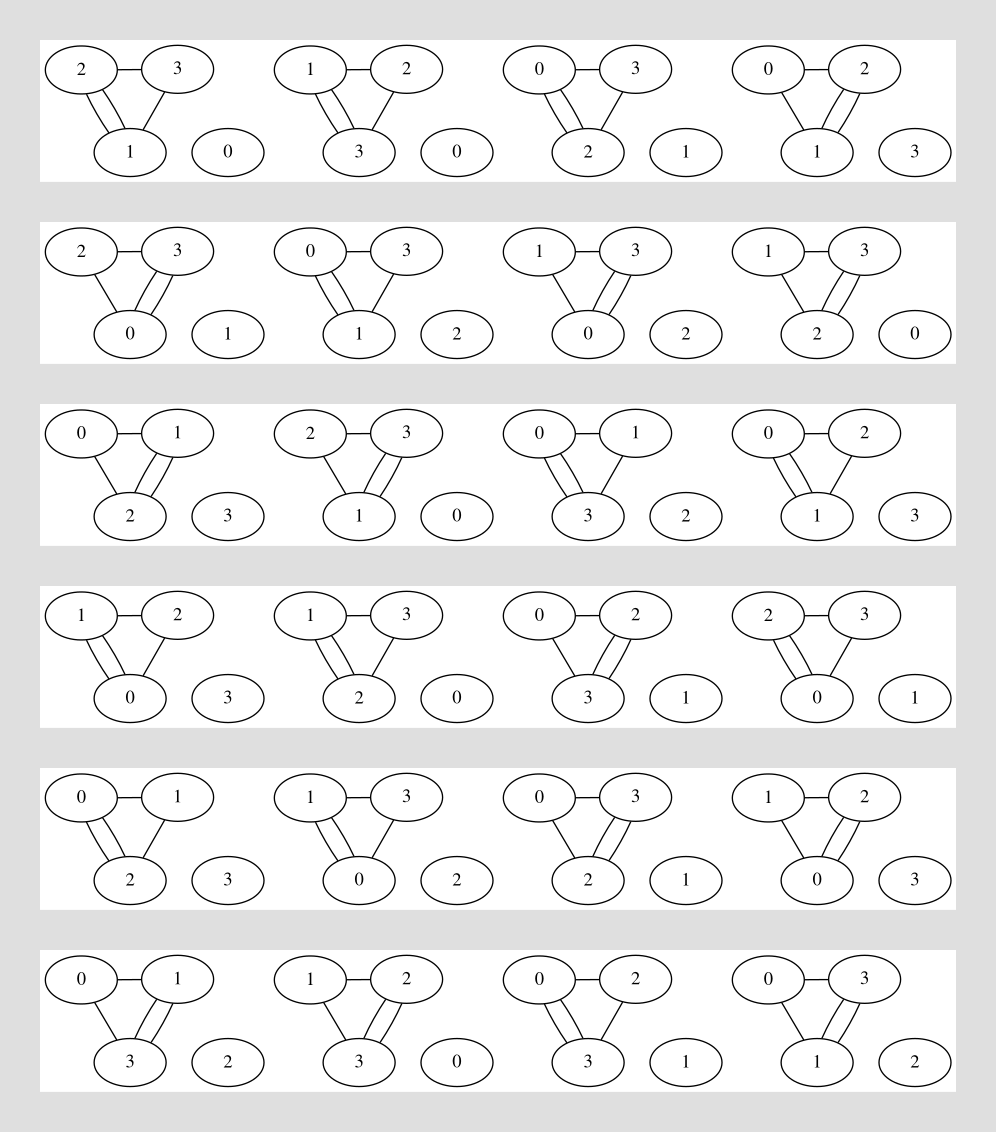 2 3 1 2 0 3 0 2
1 0 3 0 2 1 1 3
2 3 0 3 1 3 1 3
0 1 1 2 0 2 2 0
0 1 2 3 0 1 0 2
2 3 1 0 3 2 1 3
1 2 1 3 0 2 2 3
0 3 2 0 3 1 0 1
0 1 1 3 0 3 1 2
2 3 0 2 2 1 0 3
0 1 1 2 0 2 0 3
3 2 3 0 3 1 1 2